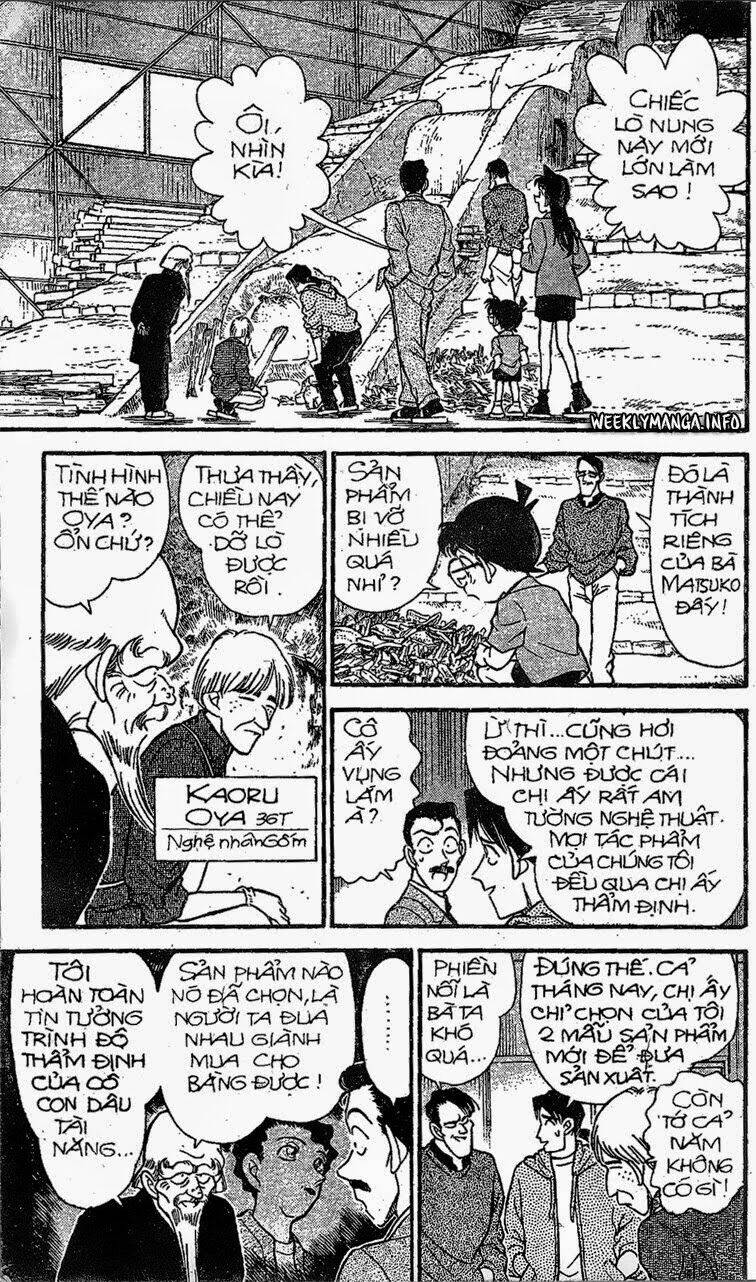 ÔI,
NHÌN
KÌA!
CHIẾC
LÒ NUNG
NÀY MỚI
LỚN LÀM
SAO!
WEEKLYMANGA.INFO
TÌNH HÌNH
THẾ NÀO
OYA?
ỔN CHỨ?
THƯA THẦY,
CHIỀU NAY
CÓ THỂ
DỠ LÒ
ĐƯỢC
RỒI.
KAORU
OYA 36T
Nghệ nhân Gốm
SẢN
PHẨM
BỊ VỠ
NHIỀU
QUÁ
NHỈ?
ĐÓ LÀ
THÀNH
TÍCH
RIÊNG
CỦA BÀ
MATSUKO
ĐẤY!
CÔ
ẤY
VỤNG
LẮM
À?
Ừ THÌ...CŨNG HƠI
ĐOẢNG MỘT CHÚT....
NHƯNG ĐƯỢC CÁI
CHỊ ẤY RẤT AM
TƯỜNG NGHỆ THUẬT.
MỌI TÁC PHẨM
CỦA CHÚNG TÔI
ĐỀU QUA CHỊ ẤY
THẨM ĐỊNH.
TÔI
HOÀN TOÀN
TIN TƯỞNG
TRÌNH ĐỘ
THẨM ĐỊNH
CỦA CÔ
CON DÂU
TÀI
NĂNG...
SẢN PHẨM NÀO
NÓ ĐÃ CHỌN, LÀ
NGƯỜI TA ĐUA
NHAU GIÀNH
MUA CHO
BẰNG ĐƯỢC!
........
PHIỀN
NỖI LÀ
BÀ TA
KHÓ
QUÁ...
ĐÚNG THẾ. CẢ
THÁNG NAY, CHỊ ẤY
CHỈ CHỌN CỦA TÔI
2 MẪU SẢN PHẨM
MỚI ĐỂ ĐƯA
SẢN XUẤT.
CÒN
TỚ CẢ
NĂM
KHÔNG
CÓ GÌ!